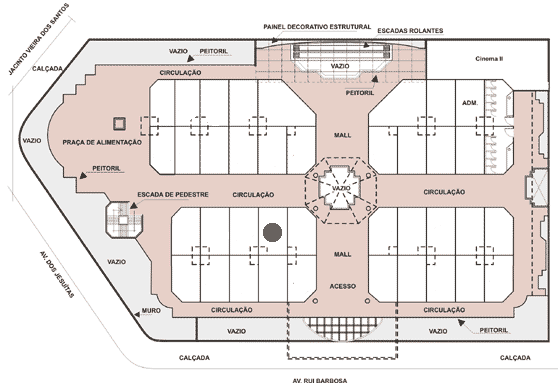 PAINEL DECORATIVO ESTRUTURAL
ESCADAS ROLANTES
JACINTO VIEIRA DOS SANTOS
CALÇADA
VAZIO
PEITORIL
VAZIO
Cinema II
CIRCULAÇÃO
PEITORIL
ADM.
VAZIO
PRAÇA DE ALIMENTAÇÃO
MALL
PEITORIL
ESCADA DE PEDESTRE
CIRCULAÇÃO
VAZIO
CIRCULAÇÃO
AV. DOS JESUÍTAS
VAZIO
MALL
ACESSO
MURO
CIRCULAÇÃO
CIRCULAÇÃO
VAZIO
VAZIO
PEITORIL
CALÇADA
CALÇADA
AV. RUI BARBOSA